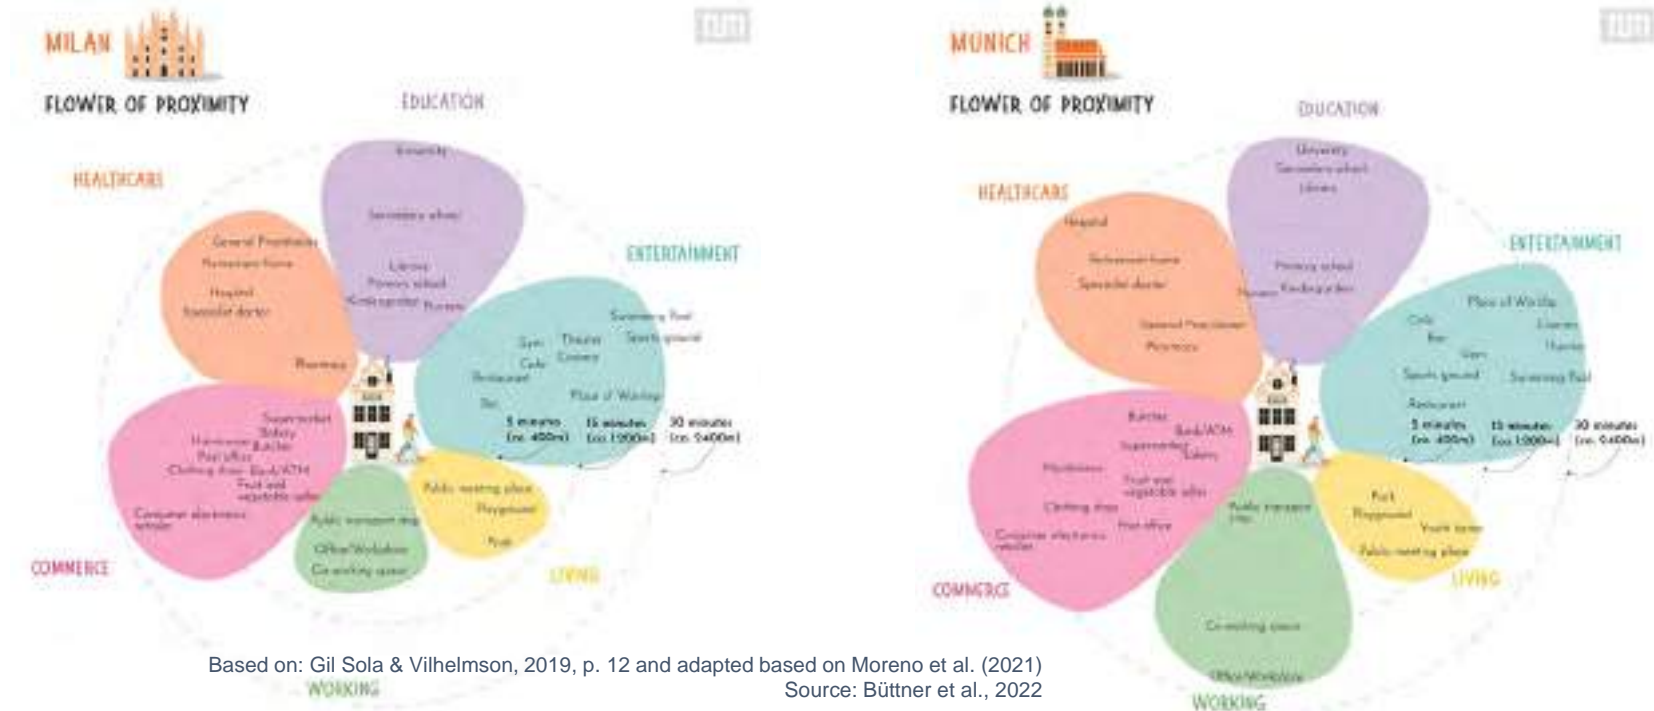 MILAN
FLOWER OF PROXIMITY
EDUCATION
HEALTHCARE
ENTERTAINMENT
COMMERCE
LIVING
WORKING
University
Secondary school
Library
Primary school
Kindergarten Nursery
General Practitioner
Retirement home
Hospital
Specialist doctor
Pharmacy
Swimming Pool
Sports ground
Gym
Theater
Cinema
Cafe
Restaurant
Bar
Place of Worship
5 minutes
(ca. 400m)
15 minutes
(ca. 1200m)
30 minutes
(ca. 2400m)
Supermarket
Bakery
Butcher
Post office
Clothing shop Bank/ATM
Fruit and
vegetable seller
Consumer electronics
retailer
Public transport stop
Office/Workplace
Co-working space
Public meeting place
Playground
Park
MUNICH
FLOWER OF PROXIMITY
EDUCATION
HEALTHCARE
ENTERTAINMENT
COMMERCE
LIVING
WORKING
University
Secondary school
Library
Primary school
Nursery Kindergarten
Hospital
Retirement home
Specialist doctor
General Practitioner
Pharmacy
Place of Worship
Cafe
Cinema
Bar
Theater
Gym
Sports ground
Swimming Pool
Restaurant
5 minutes
(ca. 400m)
15 minutes
(ca. 1200m)
30 minutes
(ca. 2400m)
Butcher
Bank/ATM
Supermarket
Bakery
Fruit and
vegetable seller
Clothing shop
Post office
Consumer electronics
retailer
Public transport
stop
Co-working space
Office/Workplace
Park
Playground
Youth center
Public meeting place
Based on: Gil Sola & Vilhelmson, 2019, p. 12 and adapted based on Moreno et al. (2021)
Source: Büttner et al., 2022